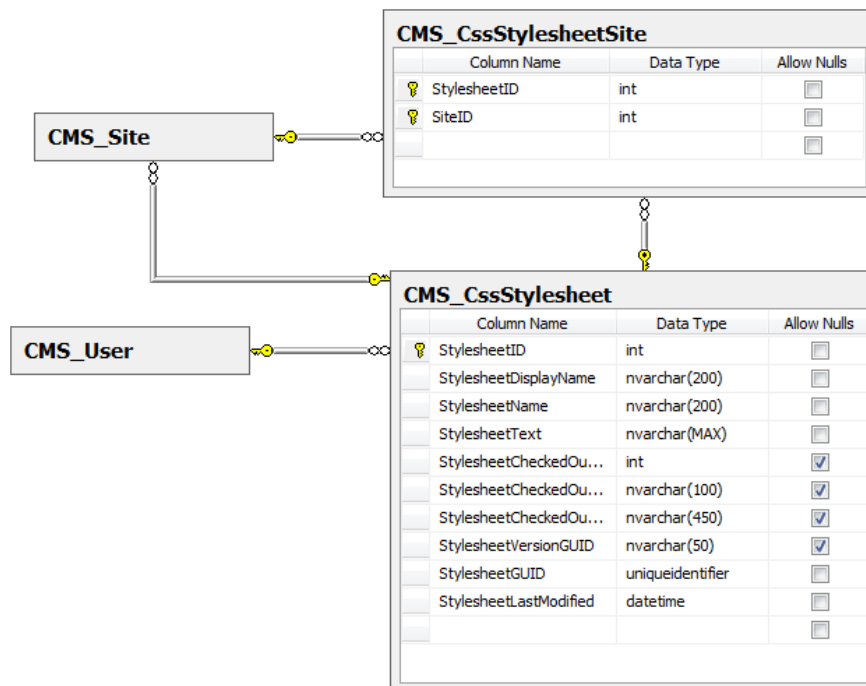 CMS_CssStylesheetSite
Column Name Data Type Allow Nulls
StylesheetID int
SiteID int
CMS_Site
CMS_CssStylesheet
Column Name Data Type Allow Nulls
StylesheetID int
StylesheetDisplayName nvarchar(200)
StylesheetName nvarchar(200)
StylesheetText nvarchar(MAX)
StylesheetCheckedOu... int
StylesheetCheckedOu... nvarchar(100)
StylesheetCheckedOu... nvarchar(450)
StylesheetVersionGUID nvarchar(50)
StylesheetGUID uniqueidentifier
StylesheetLastModified datetime
CMS_User